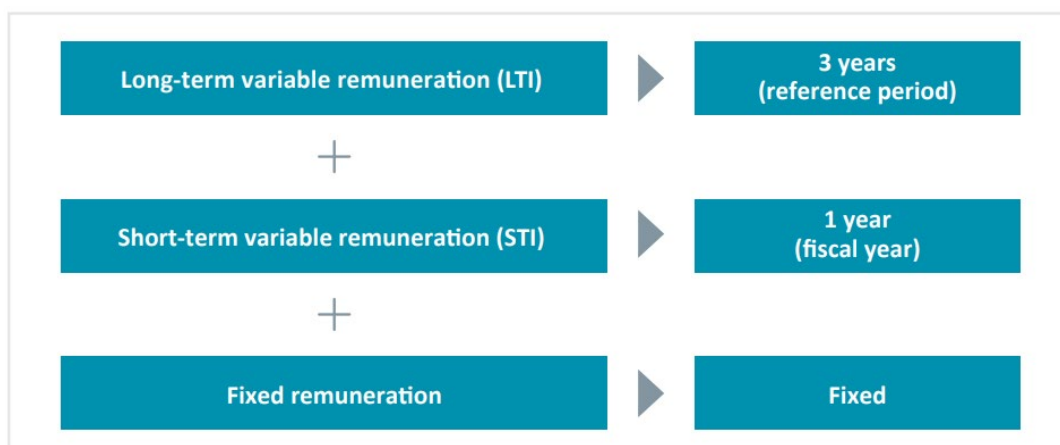 Long-term variable remuneration (LTI)
3 years
(reference period)
+
Short-term variable remuneration (STI)
1 year
(fiscal year)
+
Fixed remuneration
Fixed